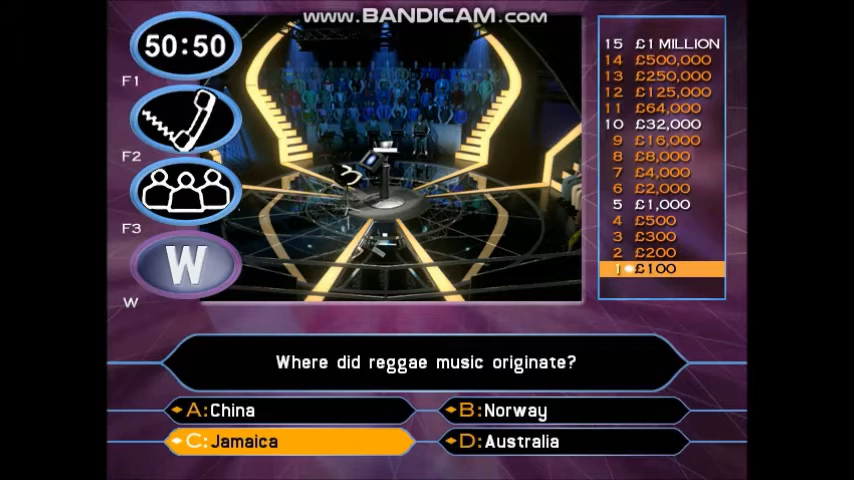 www.BANDICAM.com
50:50
F1
F2
F3
W
W
15 £1 MILLION
14 £500,000
13 £250,000
12 £125,000
11 £64,000
10 £32,000
9 £16,000
8 £8,000
7 £4,000
6 £2,000
5 £1,000
4 £500
3 £300
2 £200
1 £100
Where did reggae music originate?
A: China
B: Norway
C: Jamaica
D: Australia